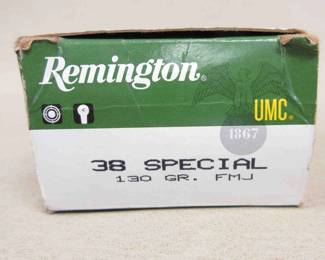 Remington®
UMC®
1867
38 SPECIAL
130 GR. FMJ